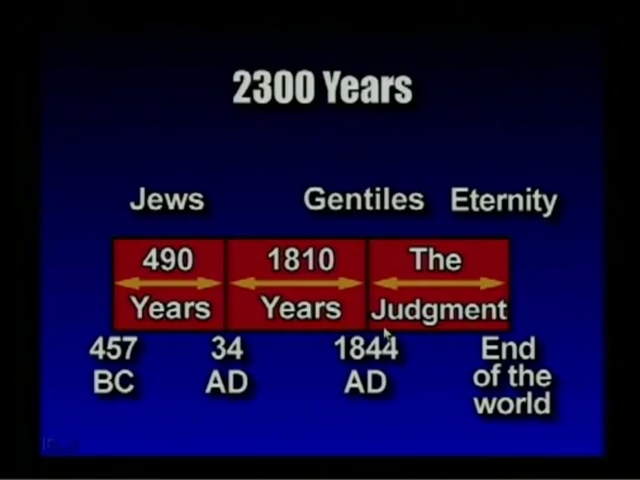 2300 Years
Jews Gentiles Eternity
490 1810 The
Years Years Judgment
457 34 1844 End
BC AD AD of the
world